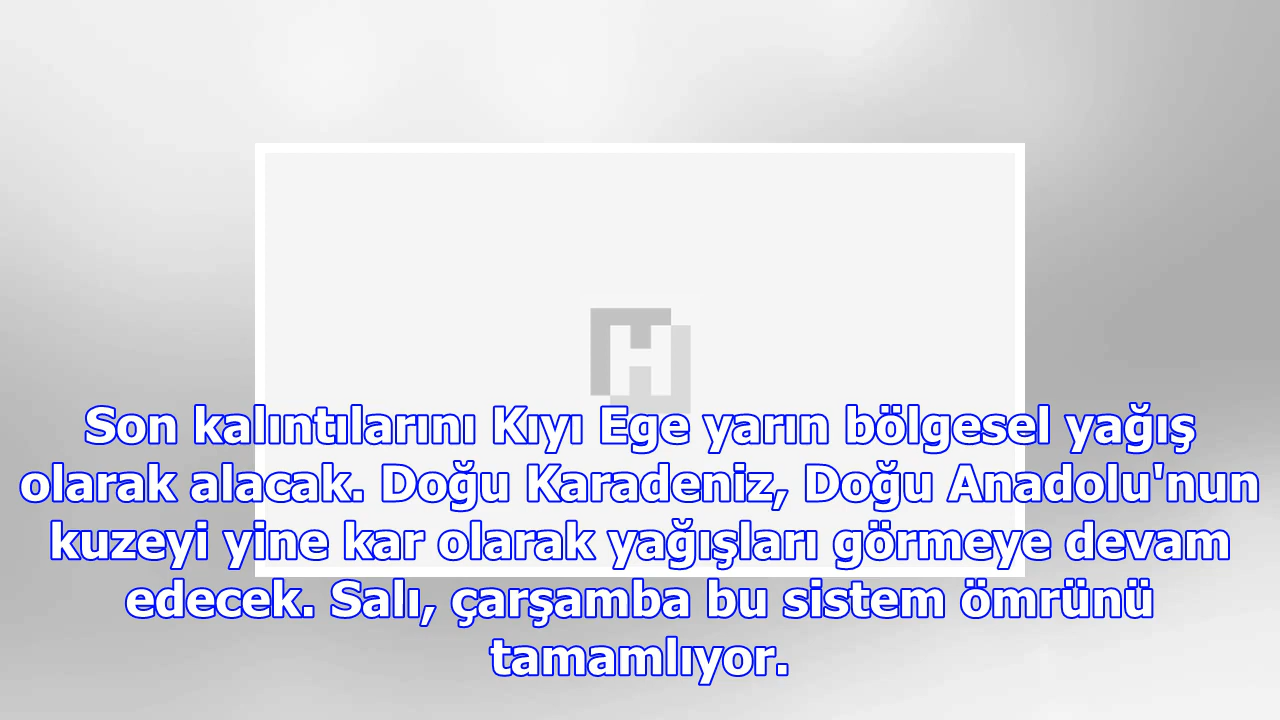 H
Son kalıntılarını Kıyı Ege yarın bölgesel yağış
olarak alacak. Doğu Karadeniz, Doğu Anadolu'nun
kuzeyi yine kar olarak yağışları görmeye devam
edecek. Salı, çarşamba bu sistem ömrünü
tamamlıyor.